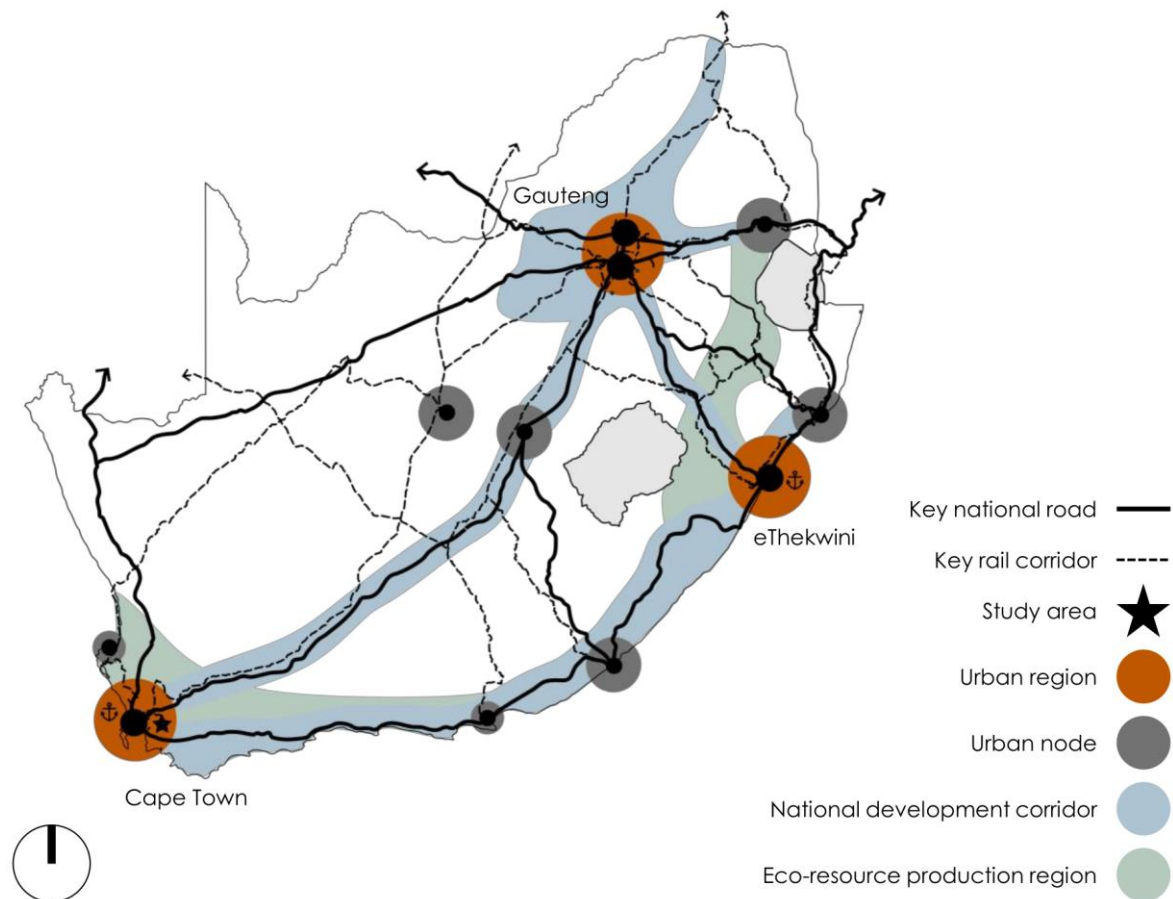 Gauteng
eThekwini
Cape Town
Key national road
Key rail corridor
Study area
Urban region
Urban node
National development corridor
Eco-resource production region